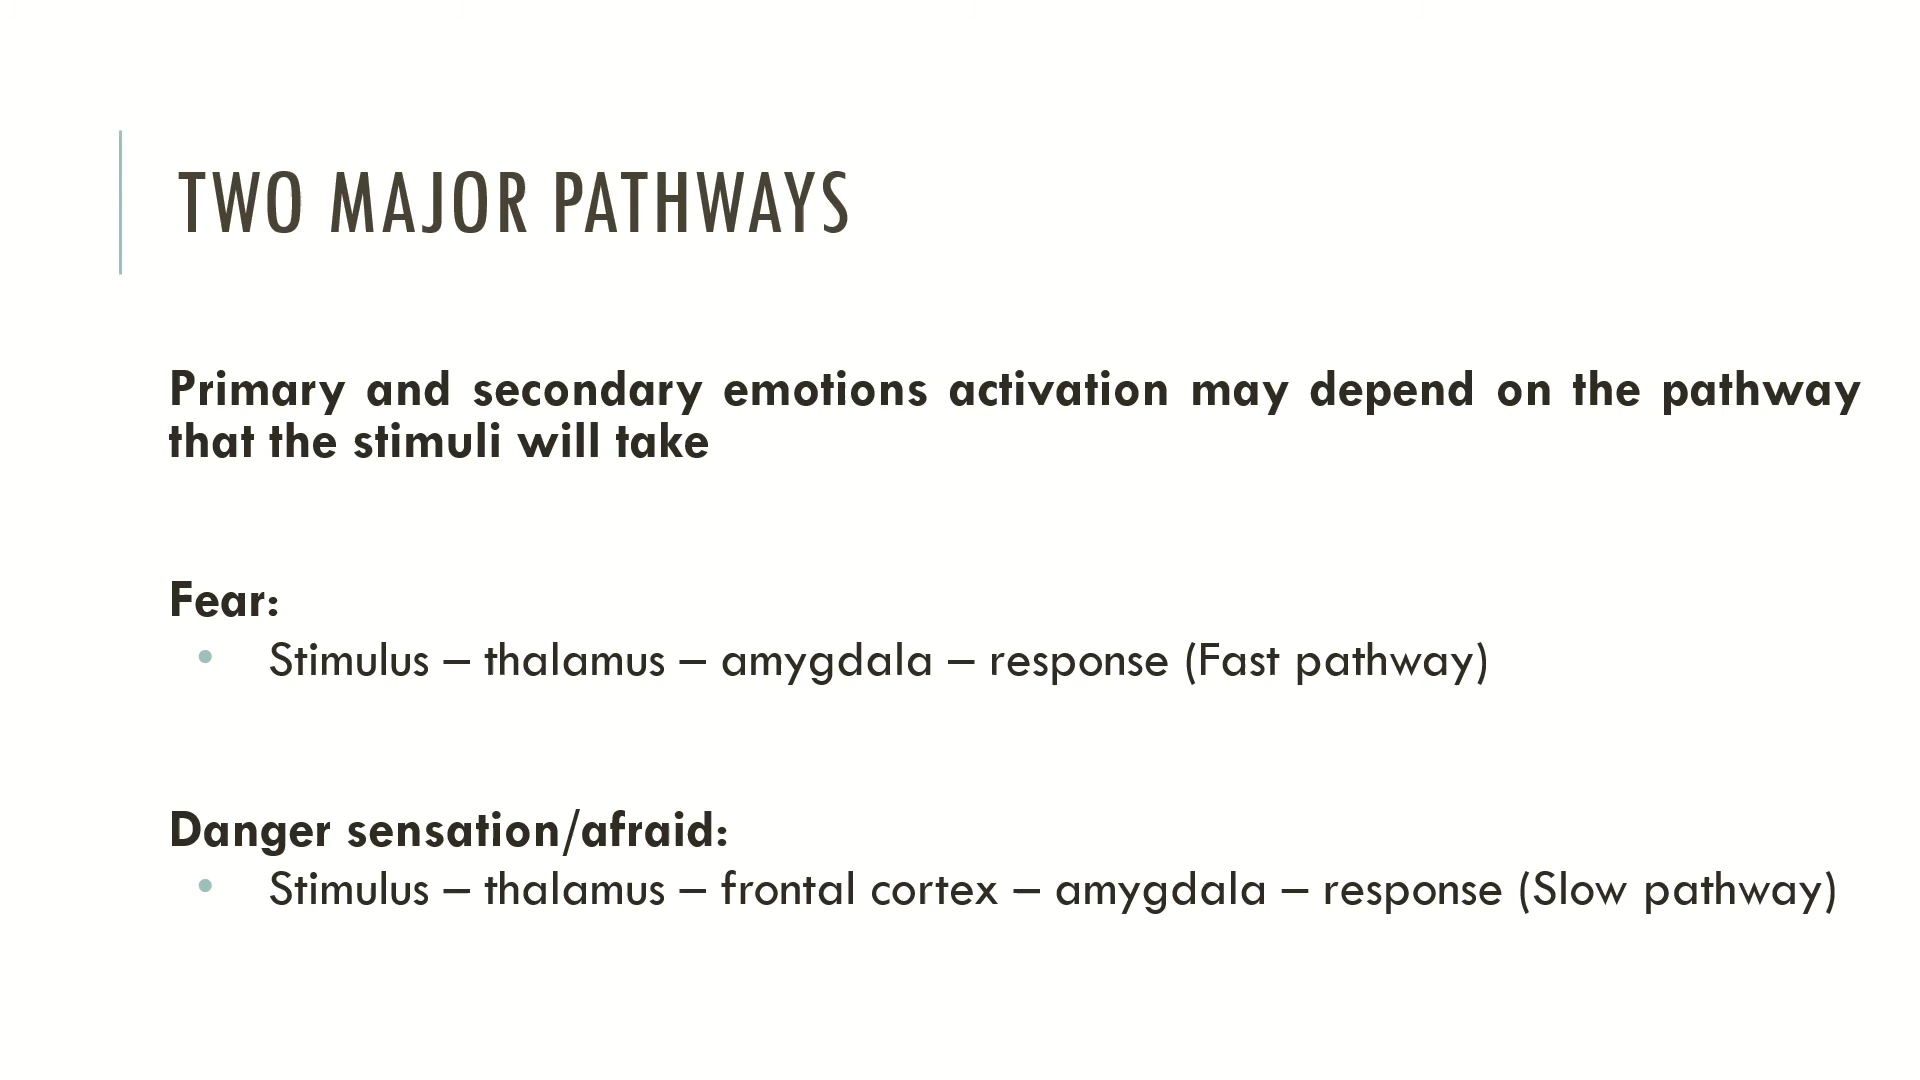 TWO MAJOR PATHWAYS
Primary and secondary emotions activation may depend on the pathway
that the stimuli will take
Fear:
• Stimulus – thalamus – amygdala – response (Fast pathway)
Danger sensation/afraid:
• Stimulus – thalamus – frontal cortex – amygdala – response (Slow pathway)